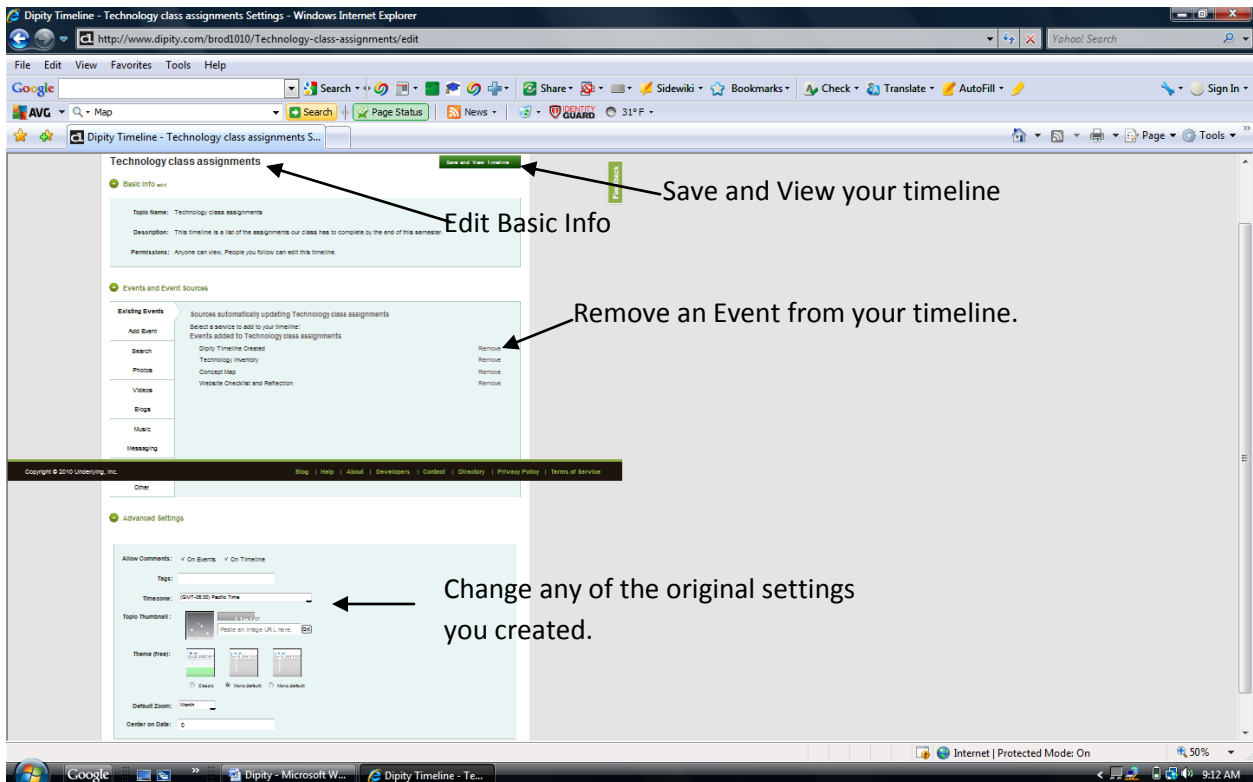 Dipity Timeline - Technology class assignments Settings - Windows Internet Explorer
http://www.dipity.com/brod1010/Technology-class-assignments/edit
Yahoo! Search
File Edit View Favorites Tools Help
Google Search Share Sidewiki Bookmarks Check Translate AutoFill Sign In
AVG Map Search Page Status News IDENTITY GUARD 31°F
Dipity Timeline - Technology class assignments S... Page Tools
Technology class assignments
Save and View Timeline
Feedback
Save and View your timeline
Basic Info edit
Edit Basic Info
Topic Name: Technology class assignments
Description: This timeline is a list of the assignments our class has to complete by the end of this semester.
Permissions: Anyone can view, People you follow can edit this timeline.
Events and Event Sources
Remove an Event from your timeline.
Existing Events
Add Event
Search
Photos
Videos
Blogs
Music
Messaging
Other
Sources automatically updating Technology class assignments
Select a service to add to your timeline!
Events added to Technology class assignments
Dipity Timeline Created Remove
Technology Inventory Remove
Concept Map Remove
Website Checklist and Reflection Remove
Copyright © 2010 Underlying, Inc. Blog | Help | About | Developers | Contact | Directory | Privacy Policy | Terms of Service
Advanced Settings
Allow Comments: On Events On Timeline
Tags:
Timezone: (GMT-08:00) Pacific Time
Topic Thumbnail:
Paste an image URL here. OK
Theme (free):
Classic
Default Zoom: Month
Center on Date: 0
Change any of the original settings
you created.
Internet | Protected Mode: On 50%
Google Dipity - Microsoft W... Dipity Timeline - Te... 9:12 AM